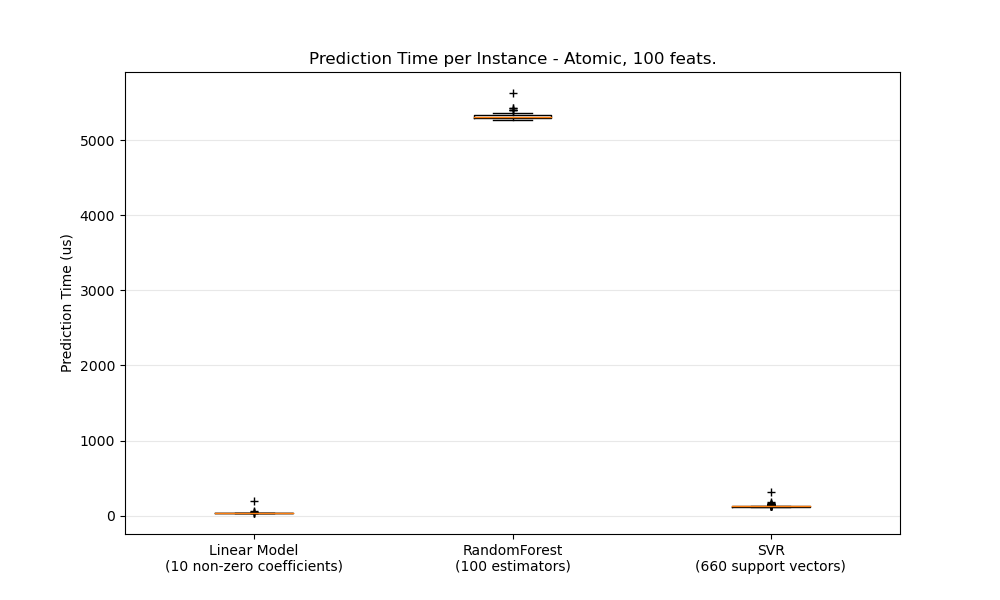 Prediction Time per Instance - Atomic, 100 feats.
Prediction Time (us)
5000
4000
3000
2000
1000
0
Linear Model
(10 non-zero coefficients)
RandomForest
(100 estimators)
SVR
(660 support vectors)